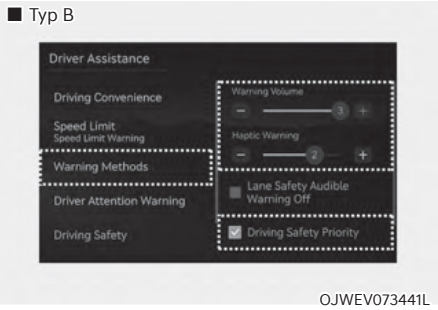 ■ Typ B
Driver Assistance
Driving Convenience
Speed Limit
Speed Limit Warning
Warning Methods
Driver Attention Warning
Driving Safety
Warning Volume
− 3 +
Haptic Warning
− 2 +
Lane Safety Audible
Warning Off
Driving Safety Priority
OJWEV073441L